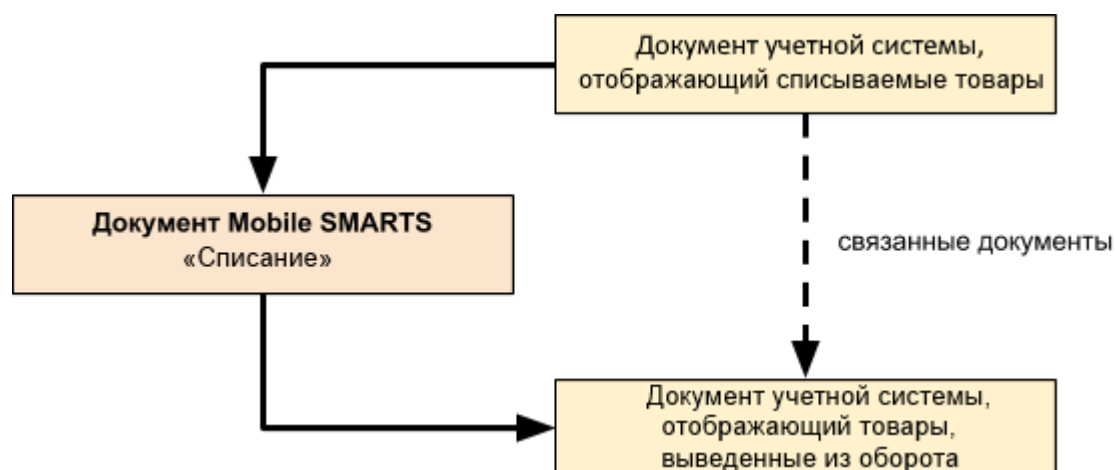 Документ учетной системы,
отображающий списываемые товары
Документ Mobile SMARTS
«Списание»
связанные документы
Документ учетной системы,
отображающий товары,
выведенные из оборота